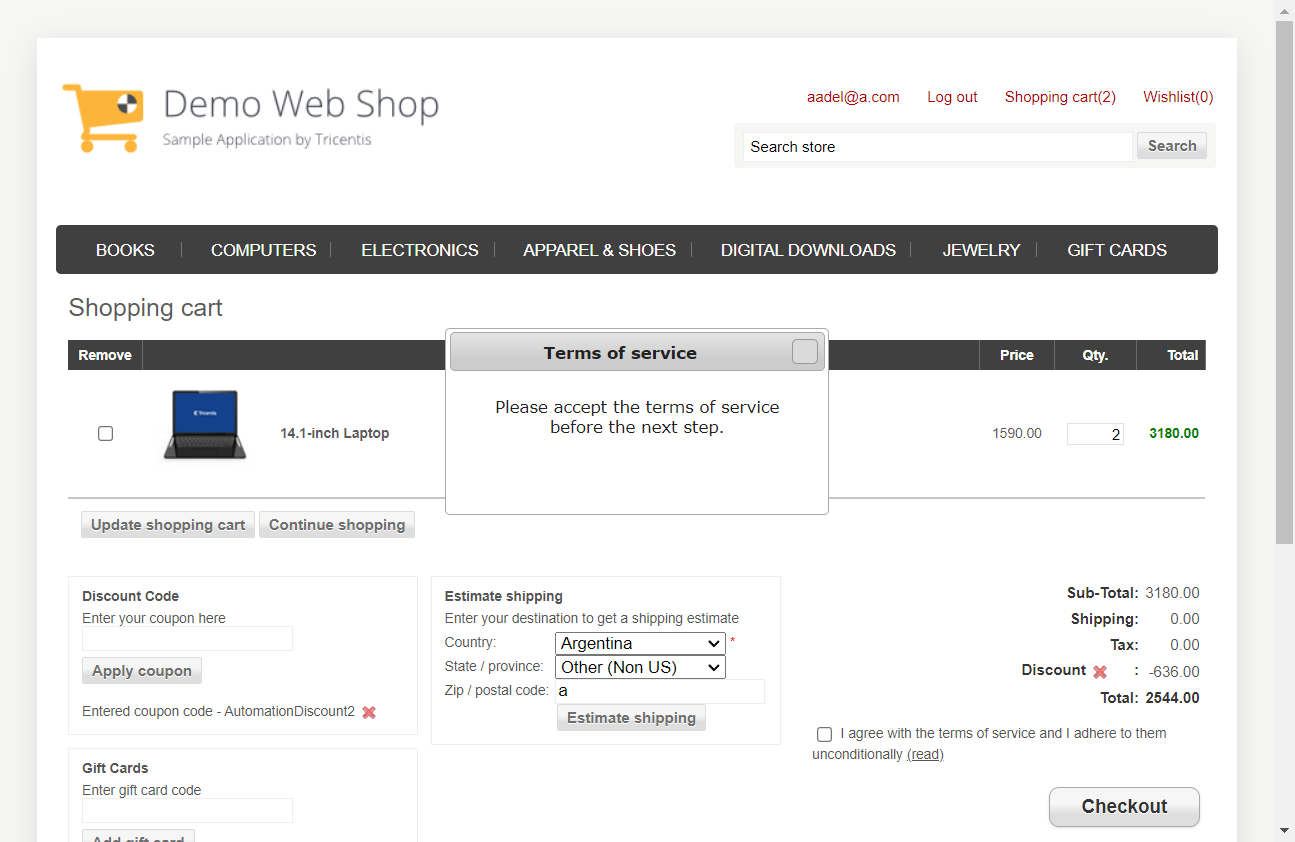 Demo Web Shop
Sample Application by Tricentis
aadel@a.com Log out Shopping cart(2) Wishlist(0)
Search store Search
BOOKS COMPUTERS ELECTRONICS APPAREL & SHOES DIGITAL DOWNLOADS JEWELRY GIFT CARDS
Shopping cart
Remove Price Qty. Total
Terms of service
Please accept the terms of service
before the next step.
Tricentis
14.1-inch Laptop 1590.00 2 3180.00
Update shopping cart Continue shopping
Discount Code
Enter your coupon here
Apply coupon
Entered coupon code - AutomationDiscount2
Estimate shipping
Enter your destination to get a shipping estimate
Country: Argentina *
State / province: Other (Non US)
Zip / postal code: a
Estimate shipping
Sub-Total: 3180.00
Shipping: 0.00
Tax: 0.00
Discount : -636.00
Total: 2544.00
I agree with the terms of service and I adhere to them
unconditionally (read)
Checkout
Gift Cards
Enter gift card code
Add gift card